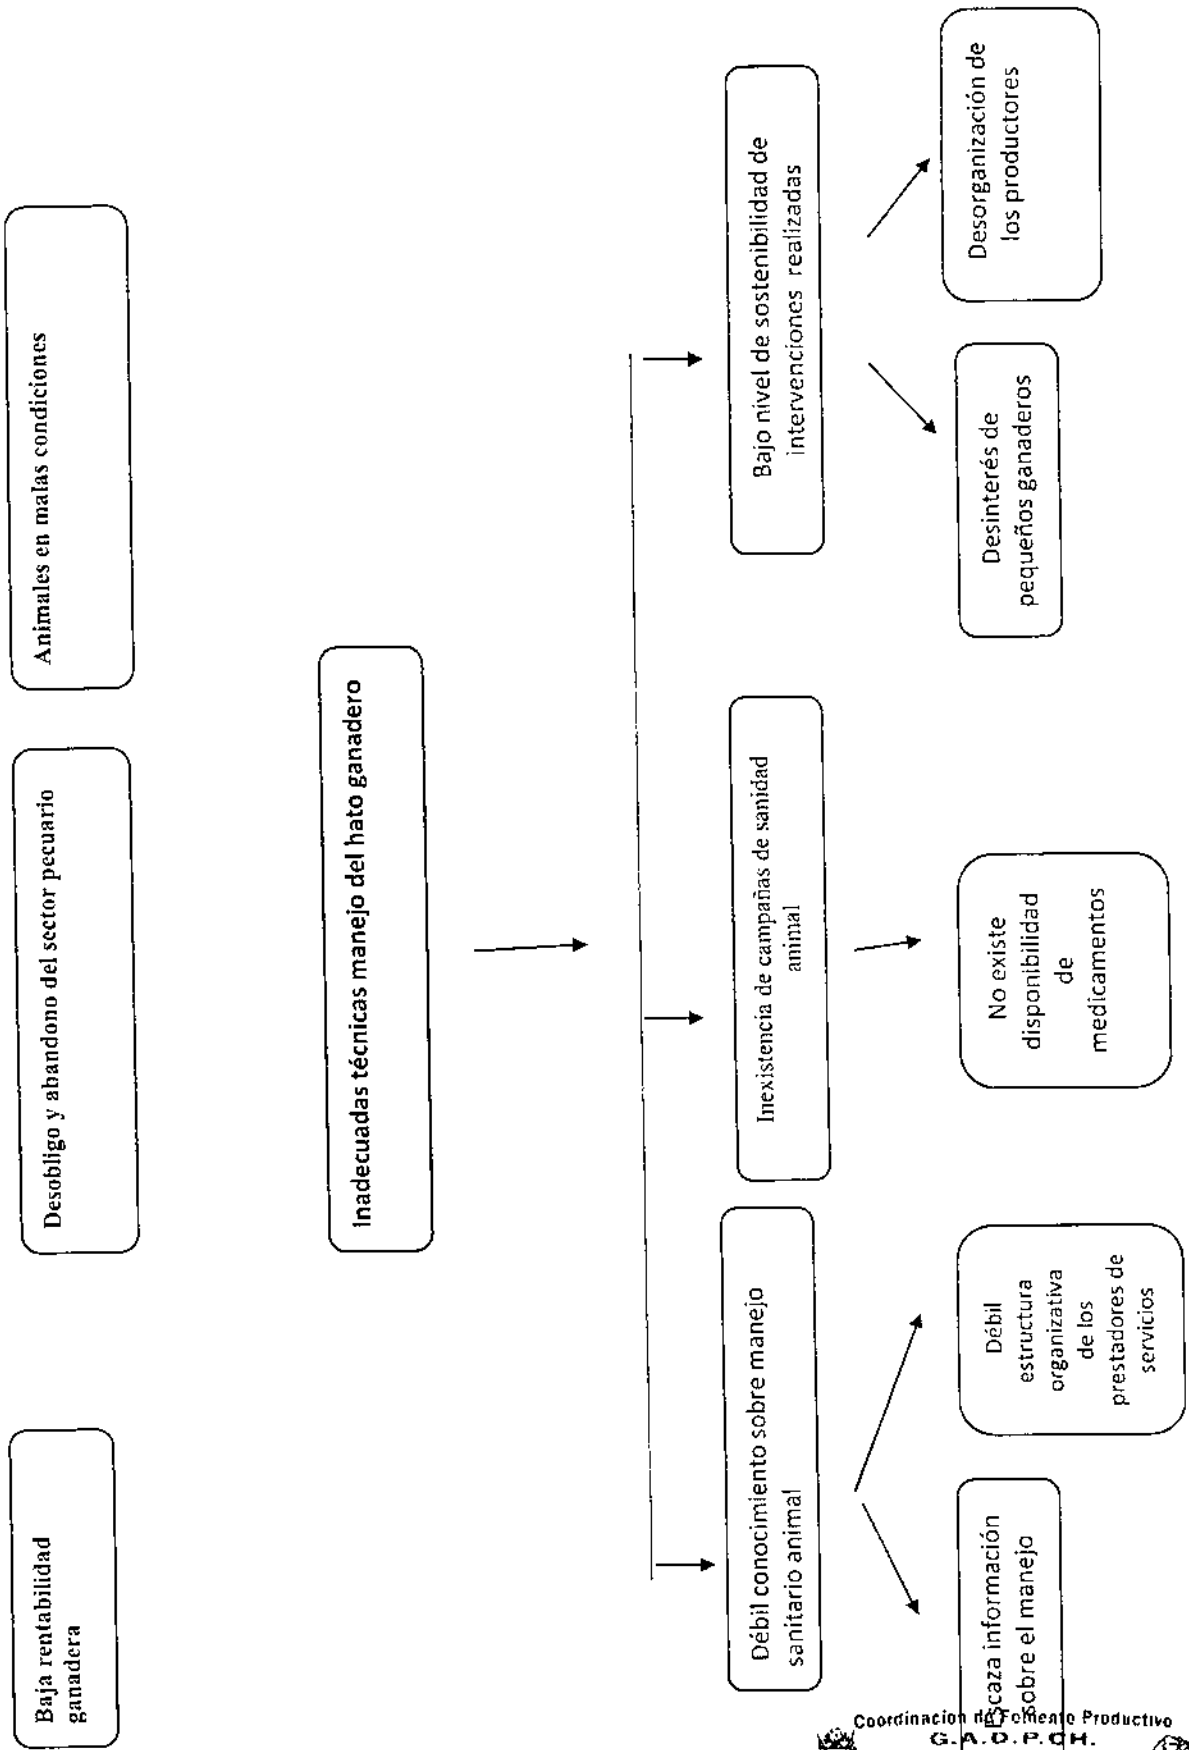 Baja rentabilidad
ganadera
Desobligo y abandono del sector pecuario
Animales en malas condiciones
Inadecuadas técnicas manejo del hato ganadero
Débil conocimiento sobre manejo
sanitario animal
Inexistencia de campañas de sanidad
animal
Bajo nivel de sostenibilidad de
intervenciones realizadas
Escaza información
sobre el manejo
Débil
estructura
organizativa
de los
prestadores de
servicios
No existe
disponibilidad
de
medicamentos
Desinterés de
pequeños ganaderos
Desorganización de
los productores
Coordinacion de Fomento Productivo
G.A.D.P.CH.